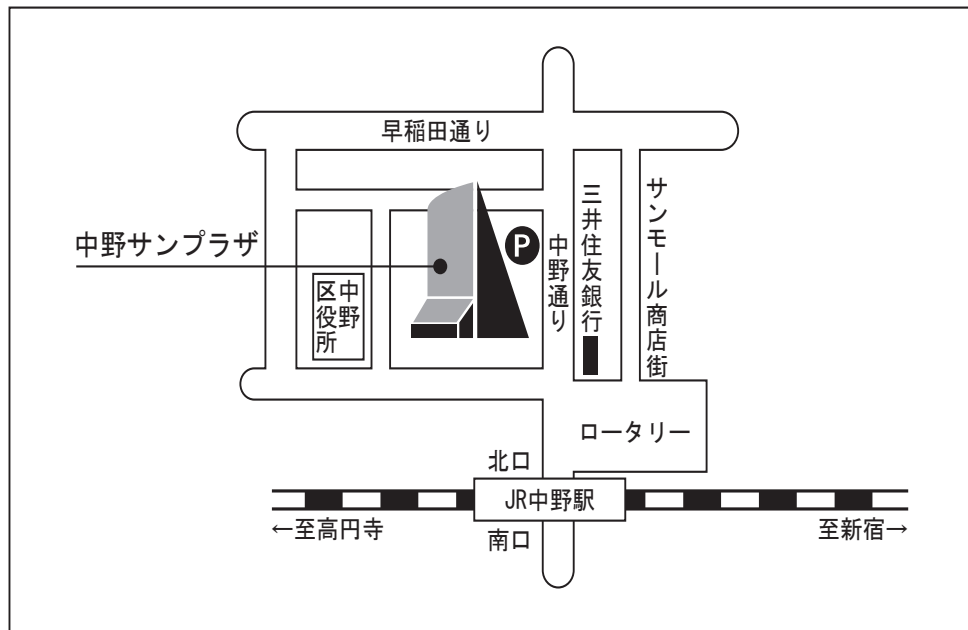 早稲田通り
中野サンプラザ
中野
区役所
P
中野通り
三井住友銀行
サンモール商店街
ロータリー
北口
JR中野駅
←至高円寺
南口
至新宿→